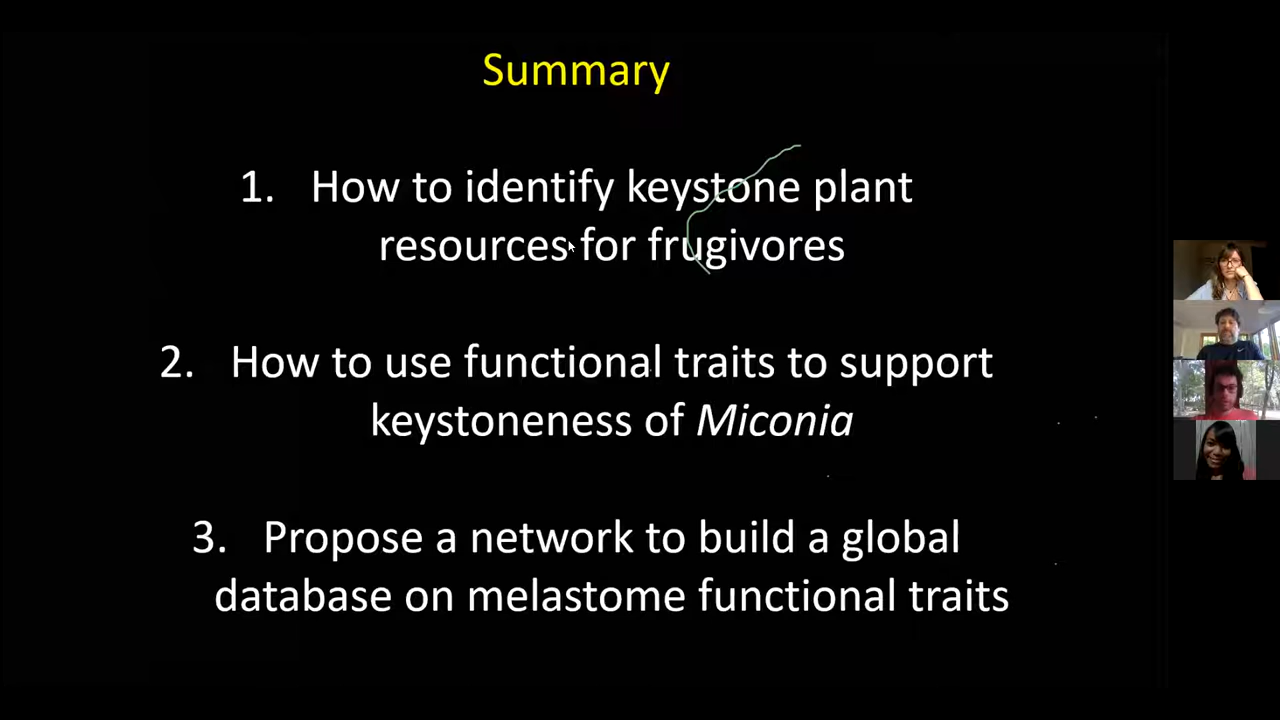 Summary
1. How to identify keystone plant
resources for frugivores
2. How to use functional traits to support
keystoneness of Miconia
3. Propose a network to build a global
database on melastome functional traits